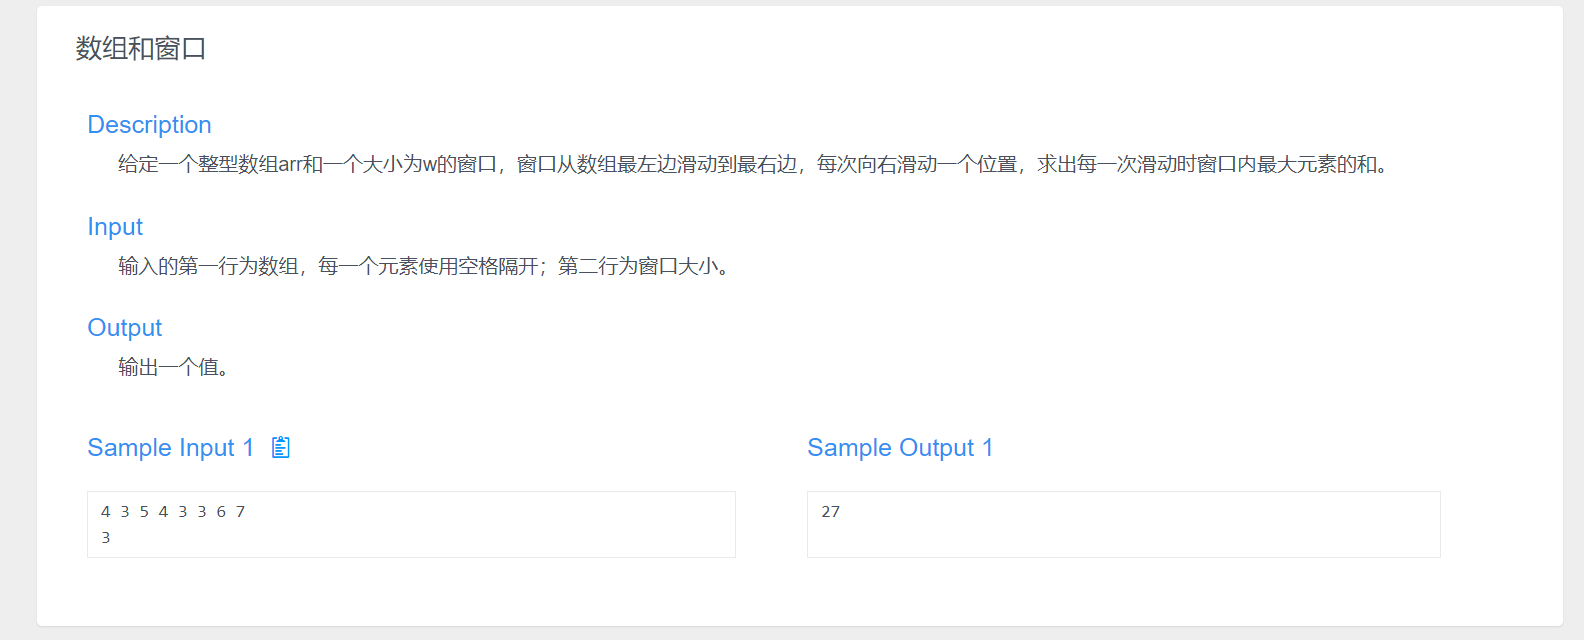 数组和窗口
Description
给定一个整型数组arr和一个大小为w的窗口，窗口从数组最左边滑动到最右边，每次向右滑动一个位置，求出每一次滑动时窗口内最大元素的和。
Input
输入的第一行为数组，每一个元素使用空格隔开；第二行为窗口大小。
Output
输出一个值。
Sample Input 1
4 3 5 4 3 3 6 7
3
Sample Output 1
27